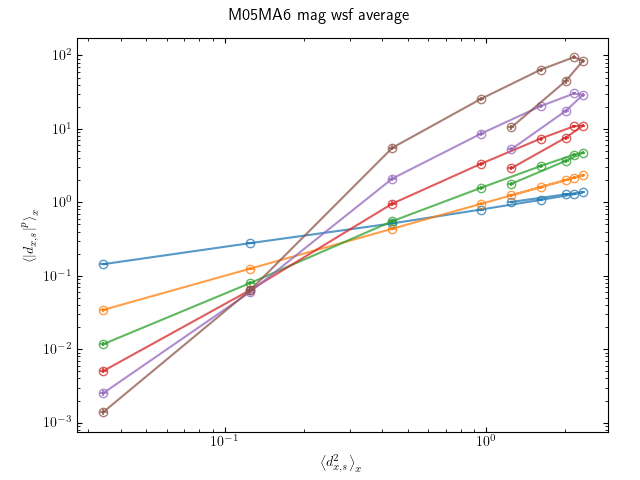 M05MA6 mag wsf average
⟨|d_{x,s}|^p⟩_x
10^2
10^1
10^0
10^{-1}
10^{-2}
10^{-3}
10^{-1} 10^0
⟨d_{x,s}^2⟩_x